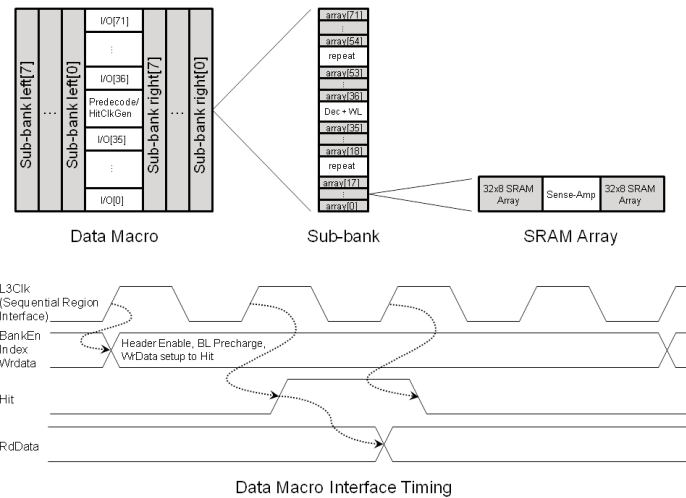 Sub-bank left[7]
...
Sub-bank left[0]
I/O[71]
⋮
I/O[36]
Predecode/
HitClkGen
I/O[35]
⋮
I/O[0]
Sub-bank right[7]
...
Sub-bank right[0]
Data Macro
array[71]
⋮
array[54]
repeat
array[53]
⋮
array[36]
Dec + WL
array[35]
⋮
array[18]
repeat
array[17]
⋮
array[0]
Sub-bank
32x8 SRAM
Array
Sense-Amp
32x8 SRAM
Array
SRAM Array
L3Clk
(Sequential Region
Interface)
BankEn
Index
Wrdata
Header Enable, BL Precharge,
WrData setup to Hit
Hit
RdData
Data Macro Interface Timing